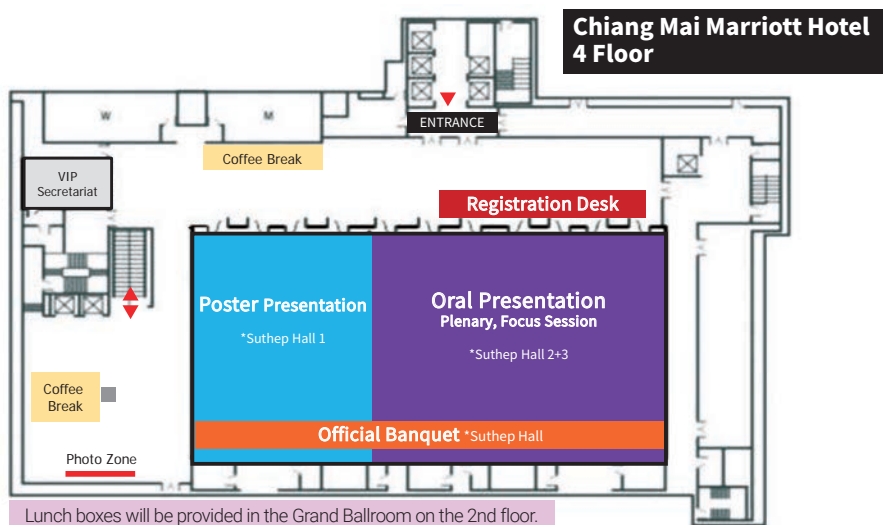 Chiang Mai Marriott Hotel
4 Floor
ENTRANCE
W
M
Coffee Break
VIP
Secretariat
Registration Desk
Poster Presentation
*Suthep Hall 1
Oral Presentation
Plenary, Focus Session
*Suthep Hall 2+3
Coffee
Break
Official Banquet *Suthep Hall
Photo Zone
Lunch boxes will be provided in the Grand Ballroom on the 2nd floor.